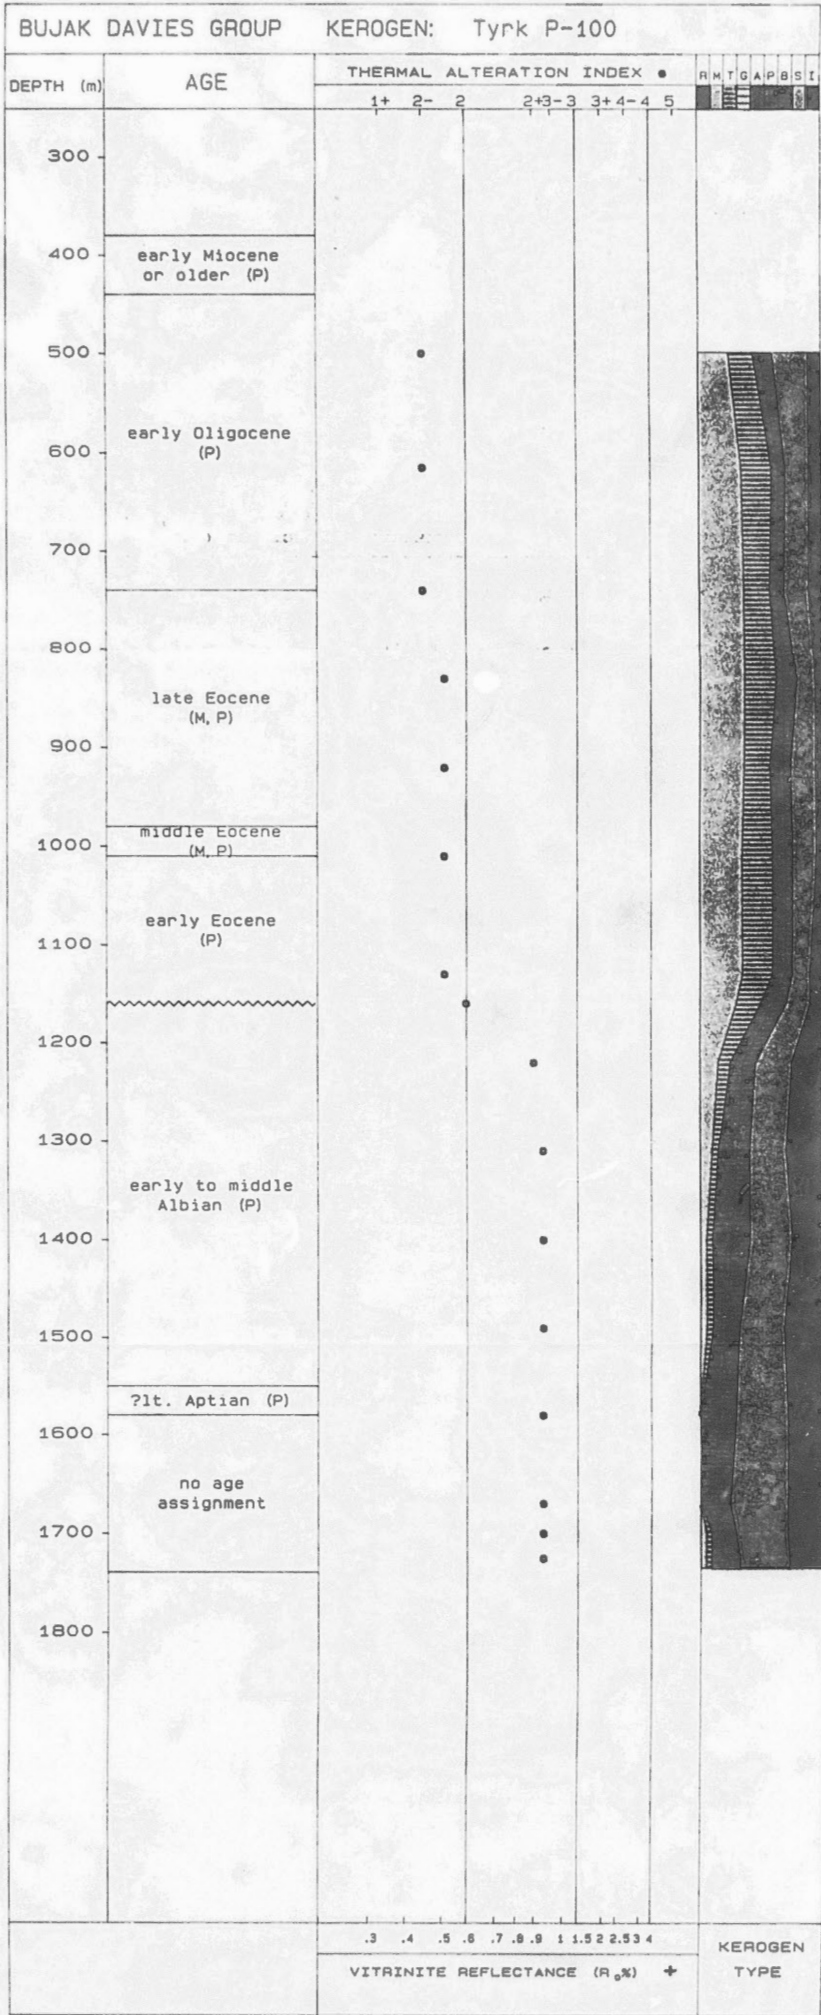 BUJAK DAVIES GROUP KEROGEN: Tyrk P-100
DEPTH (m) AGE THERMAL ALTERATION INDEX ● R M T G A P B S I
1+ 2- 2 2+ 3- 3 3+ 4- 4 5
300
400
early Miocene
or older (P)
500
early Oligocene
(P)
600
700
800
late Eocene
(M, P)
900
middle Eocene
1000
(M, P)
early Eocene
(P)
1100
1200
1300
early to middle
Albian (P)
1400
1500
?lt. Aptian (P)
1600
no age
assignment
1700
1800
.3 .4 .5 .6 .7 .8 .9 1 1.5 2 2.5 3 4
VITRINITE REFLECTANCE (Ro%) +
KEROGEN
TYPE